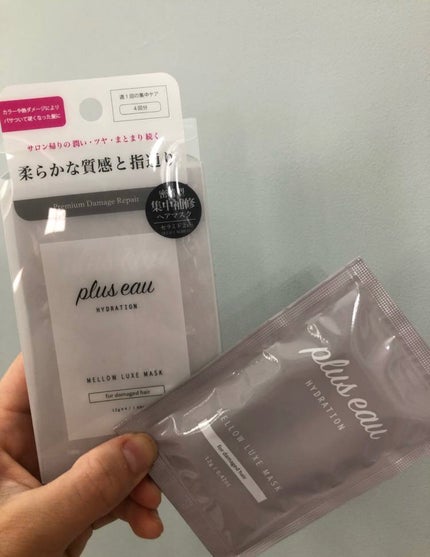 カラーや熱ダメージにより
パサついて硬くなった髪に
週1回の集中ケア
4回分
サロン帰りの潤い・ツヤ・まとまり続く
柔らかな質感と指通り
Premium Damage Repair
集中補修
ヘアマスク
plus eau
HYDRATION
MELLOW LUXE MASK
for damaged hair
plus eau
HYDRATION
MELLOW LUXE MASK
for damaged hair
12g / 0.42oz